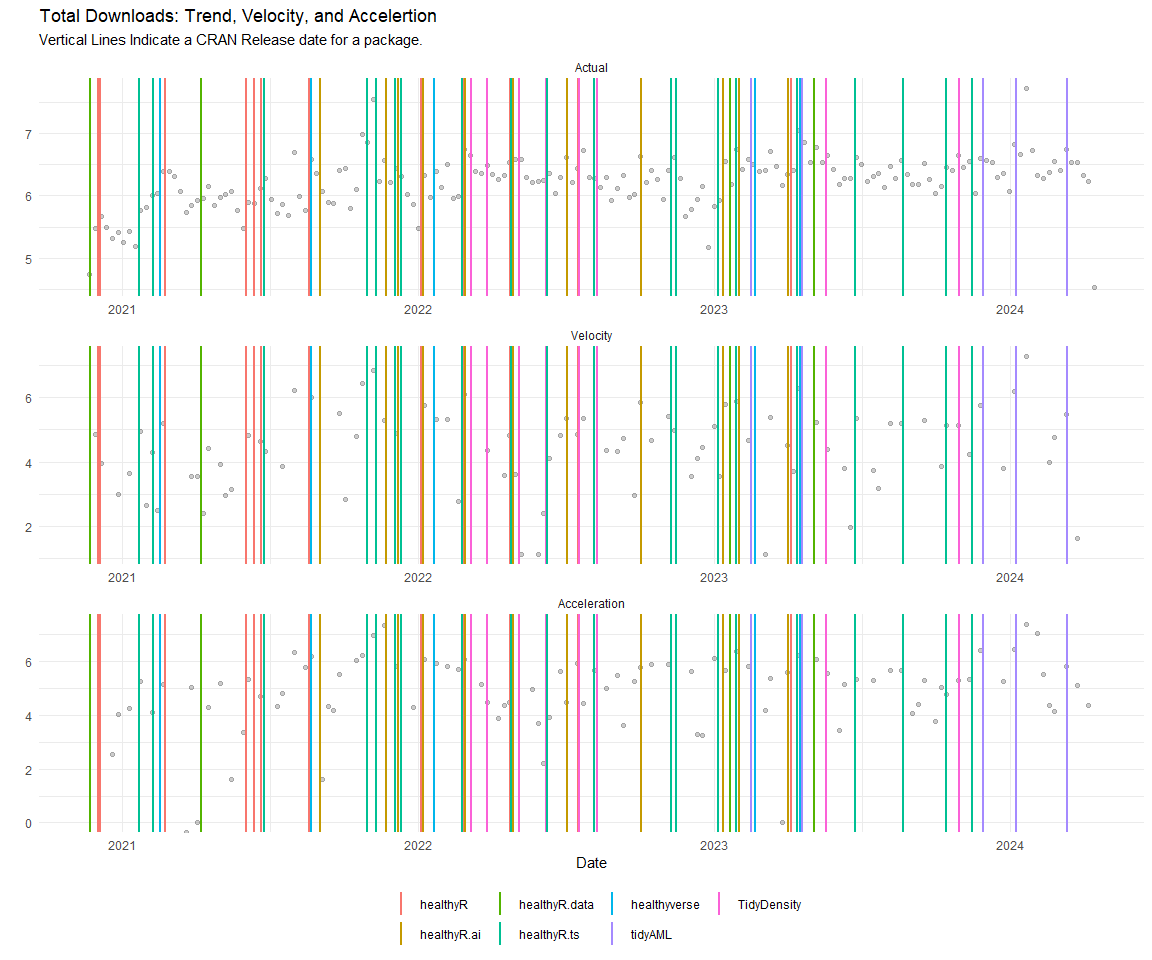 Total Downloads: Trend, Velocity, and Accelertion
Vertical Lines Indicate a CRAN Release date for a package.
Actual
7
6
5
2021 2022 2023 2024
Velocity
6
4
2
2021 2022 2023 2024
Acceleration
6
4
2
0
2021 2022 2023 2024
Date
healthyR healthyR.data healthyverse TidyDensity
healthyR.ai healthyR.ts tidyAML